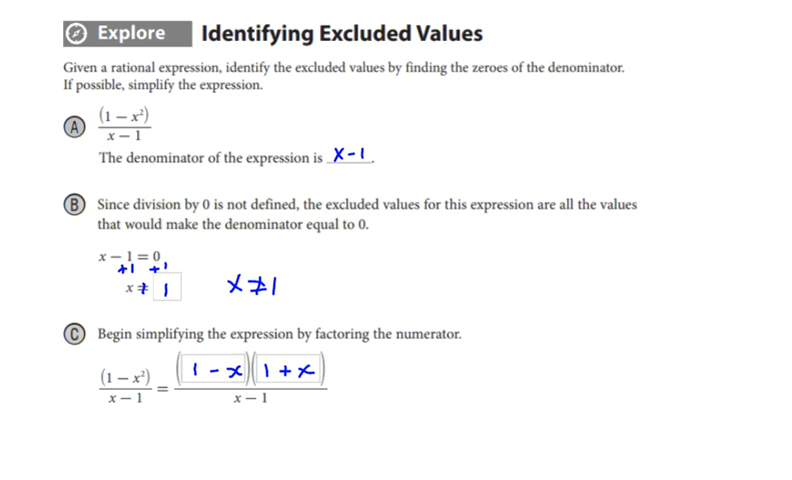 Explore Identifying Excluded Values
Given a rational expression, identify the excluded values by finding the zeroes of the denominator.
If possible, simplify the expression.
A (1 − x²)
x − 1
The denominator of the expression is x-1.
B Since division by 0 is not defined, the excluded values for this expression are all the values
that would make the denominator equal to 0.
x − 1 = 0
+1 +1
x ≠ 1 x ≠ 1
C Begin simplifying the expression by factoring the numerator.
(1 − x²) = (1 - x)(1 + x)
x − 1 x − 1